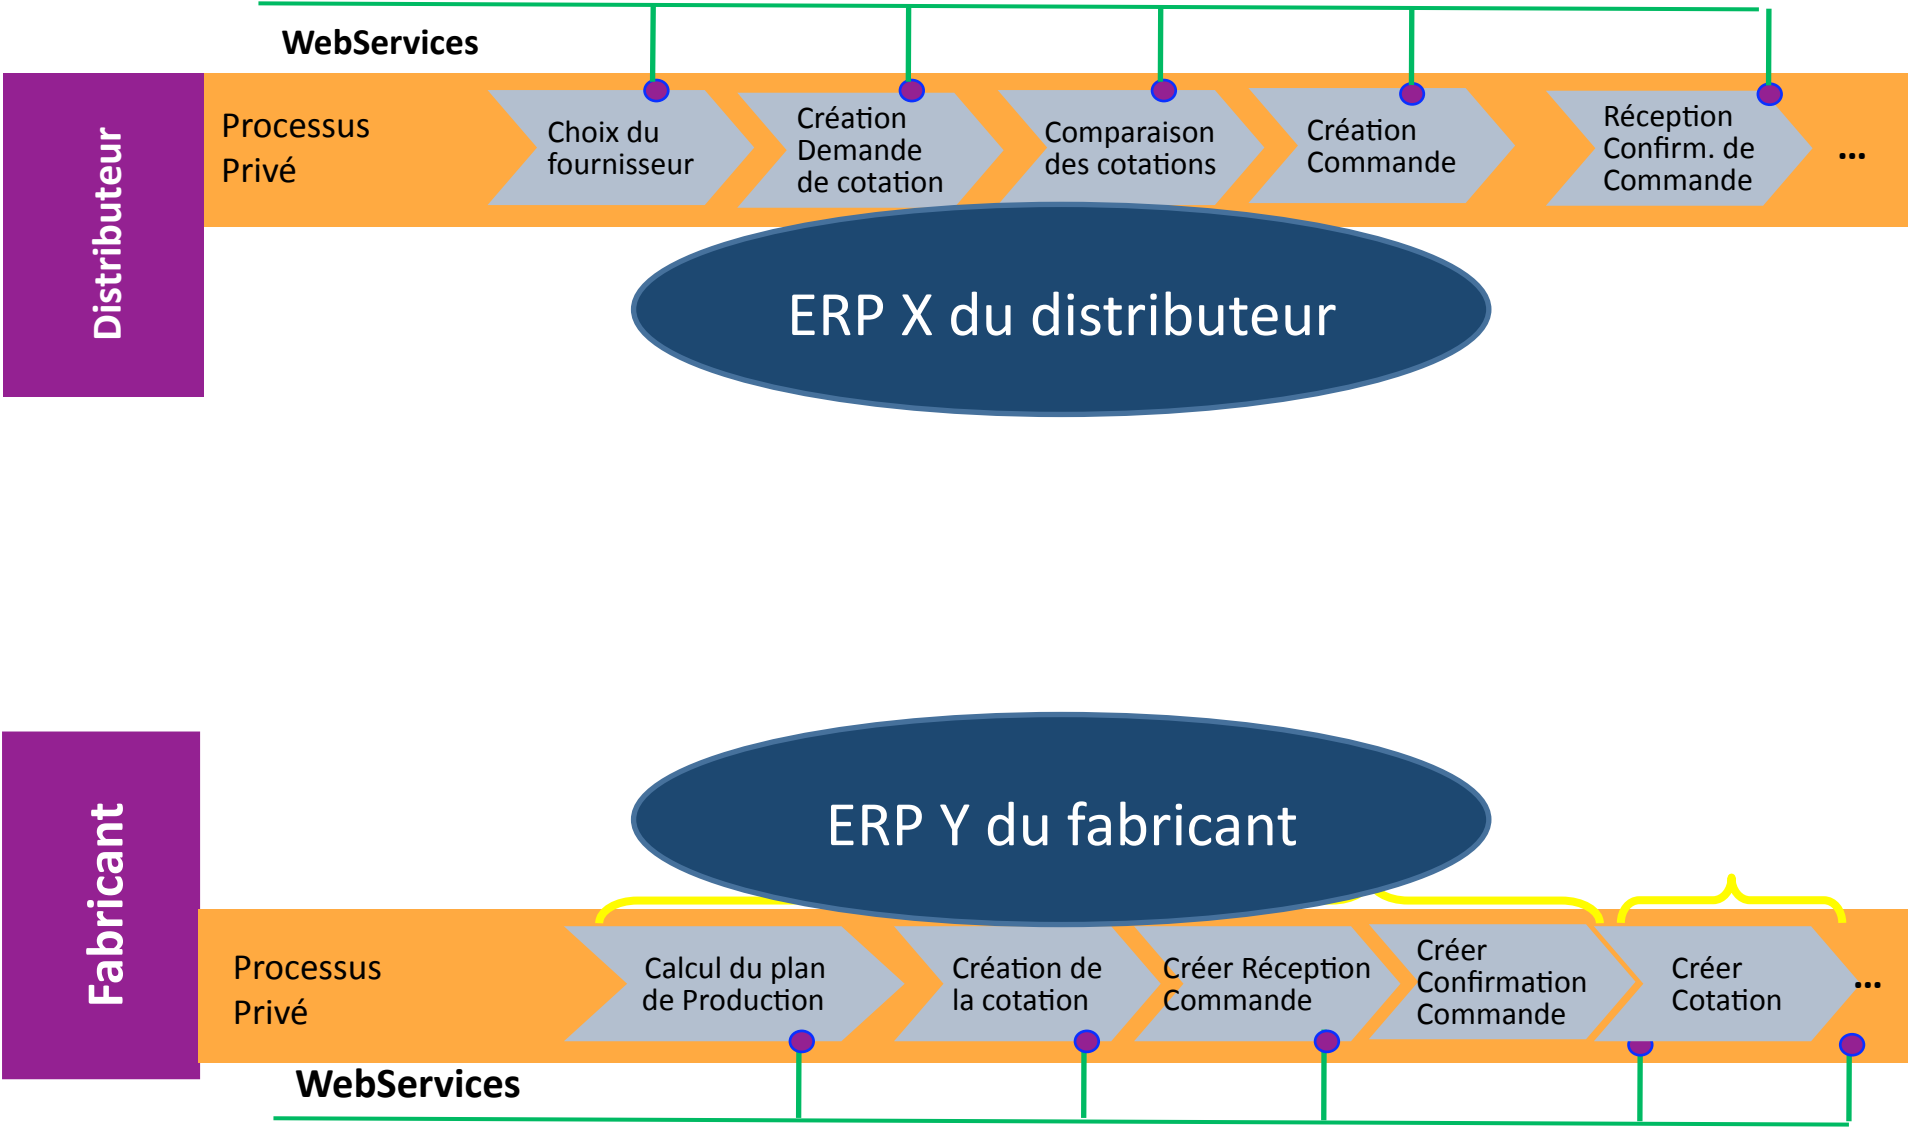 WebServices
Distributeur
Processus
Privé
Choix du
fournisseur
Création
Demande
de cotation
Comparaison
des cotations
Création
Commande
Réception
Confirm. de
Commande
...
ERP X du distributeur
ERP Y du fabricant
Fabricant
Processus
Privé
Calcul du plan
de Production
Création de
la cotation
Créer Réception
Commande
Créer
Confirmation
Commande
Créer
Cotation
...
WebServices